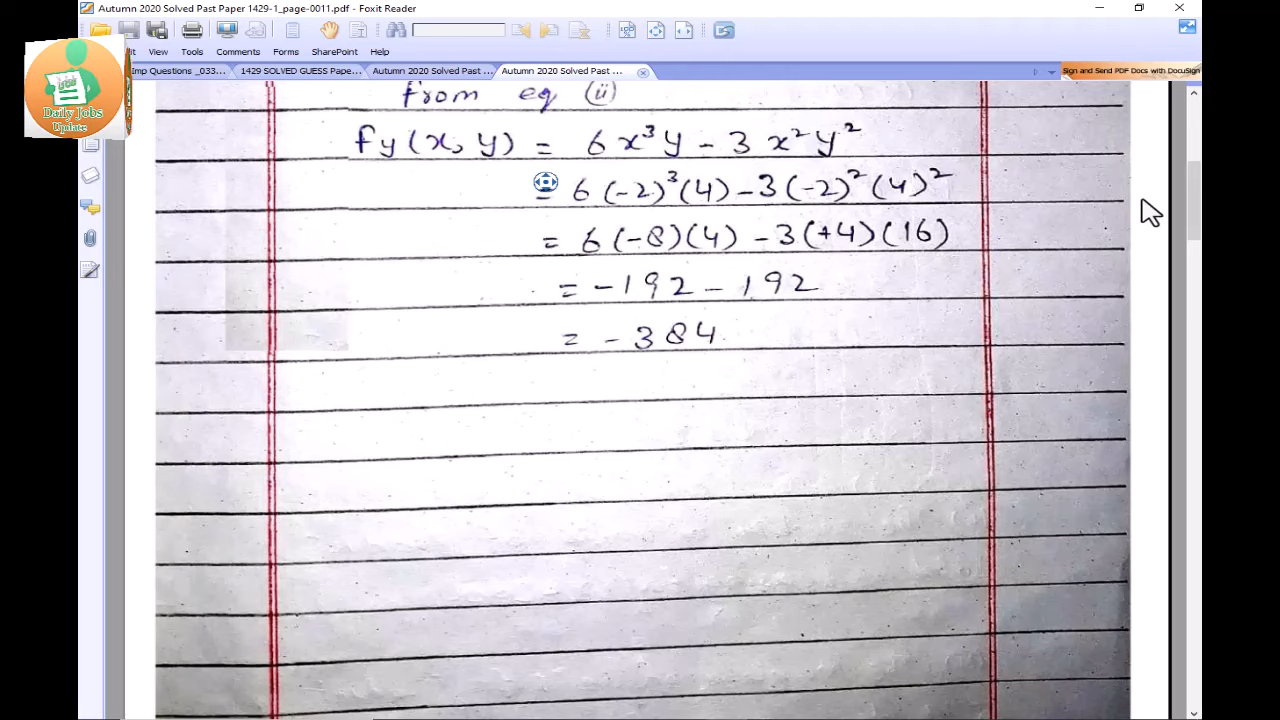 Autumn 2020 Solved Past Paper 1429-1_page-0011.pdf - Foxit Reader
View Tools Comments Forms SharePoint Help
Imp Questions _033... 1429 SOLVED GUESS Pape... Autumn 2020 Solved Past ... Autumn 2020 Solved Past ... Sign and Send PDF Docs with DocuSign
Daily Jobs
Update
from eq (ii)
fy(x, y) = 6x³y - 3x²y²
= 6(-2)³(4) - 3(-2)²(4)²
= 6(-8)(4) - 3(+4)(16)
= -192 - 192
= -384